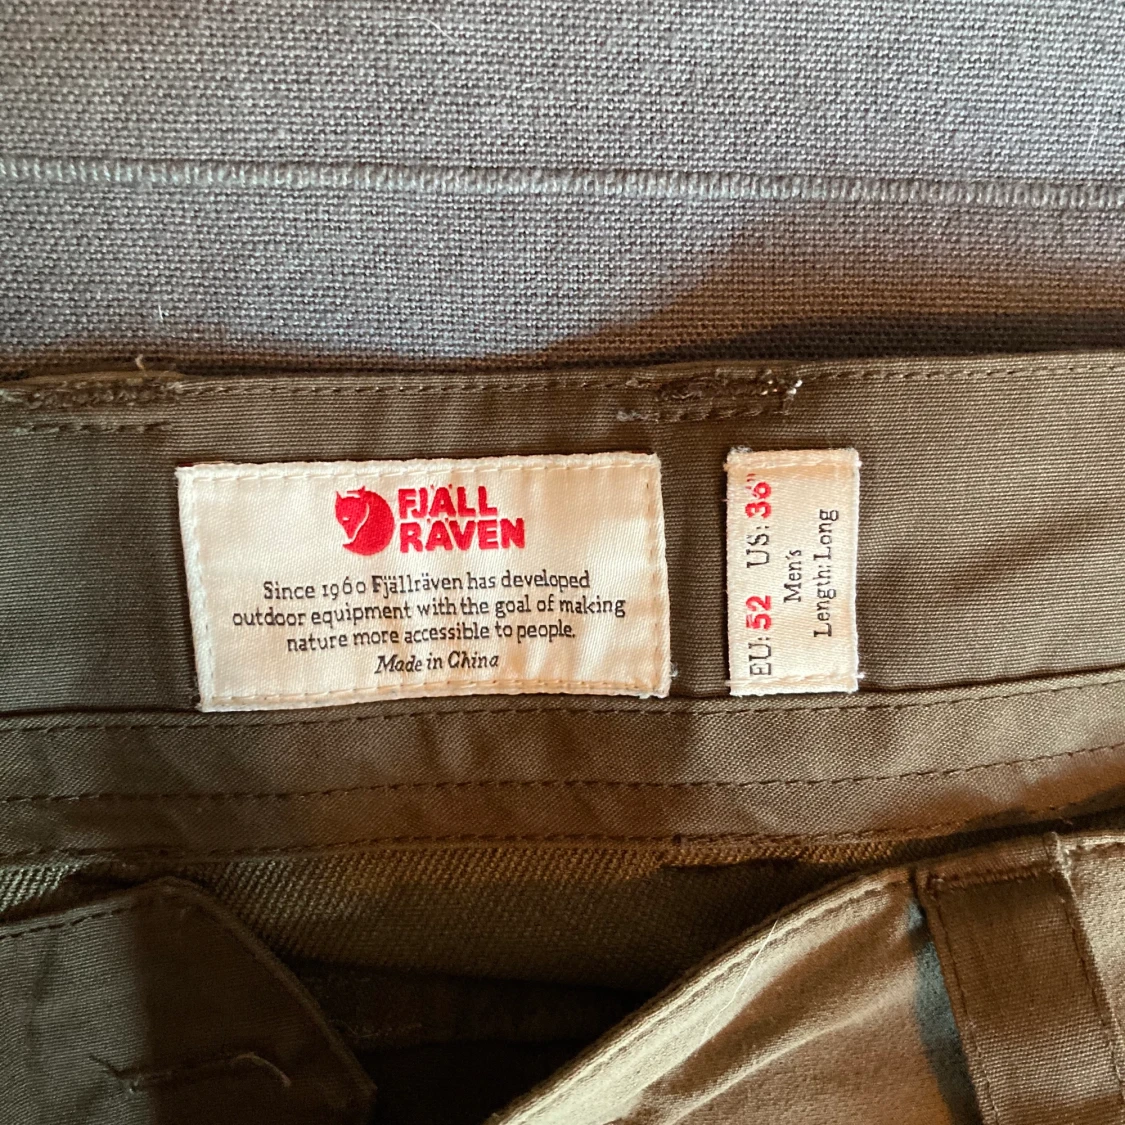 FJÄLL
RÄVEN
Since 1960 Fjällräven has developed
outdoor equipment with the goal of making
nature more accessible to people.
Made in China
EU: 52 US: 36"
Men's
Length: Long